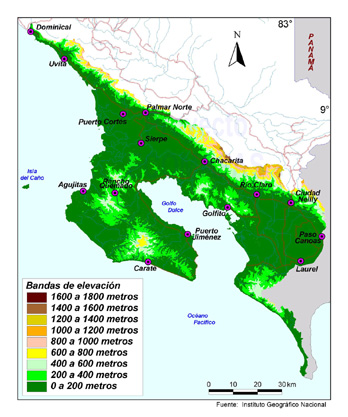 Dominical
83°
PANAMÁ
Uvita
9°
Palmar Norte
Puerto Cortés
Sierpe
Chacarita
Isla
del Caño
Agujitas
Rancho
Quemado
Río Claro
Ciudad
Neilly
Golfo
Dulce
Golfito
Puerto
Jiménez
Paso
Canoas
Carate
Laurel
Océano
Pacífico
Bandas de elevación
1600 a 1800 metros
1400 a 1600 metros
1200 a 1400 metros
1000 a 1200 metros
800 a 1000 metros
600 a 800 metros
400 a 600 metros
200 a 400 metros
0 a 200 metros
0 10 20 30km
Fuente: Instituto Geográfico Nacional